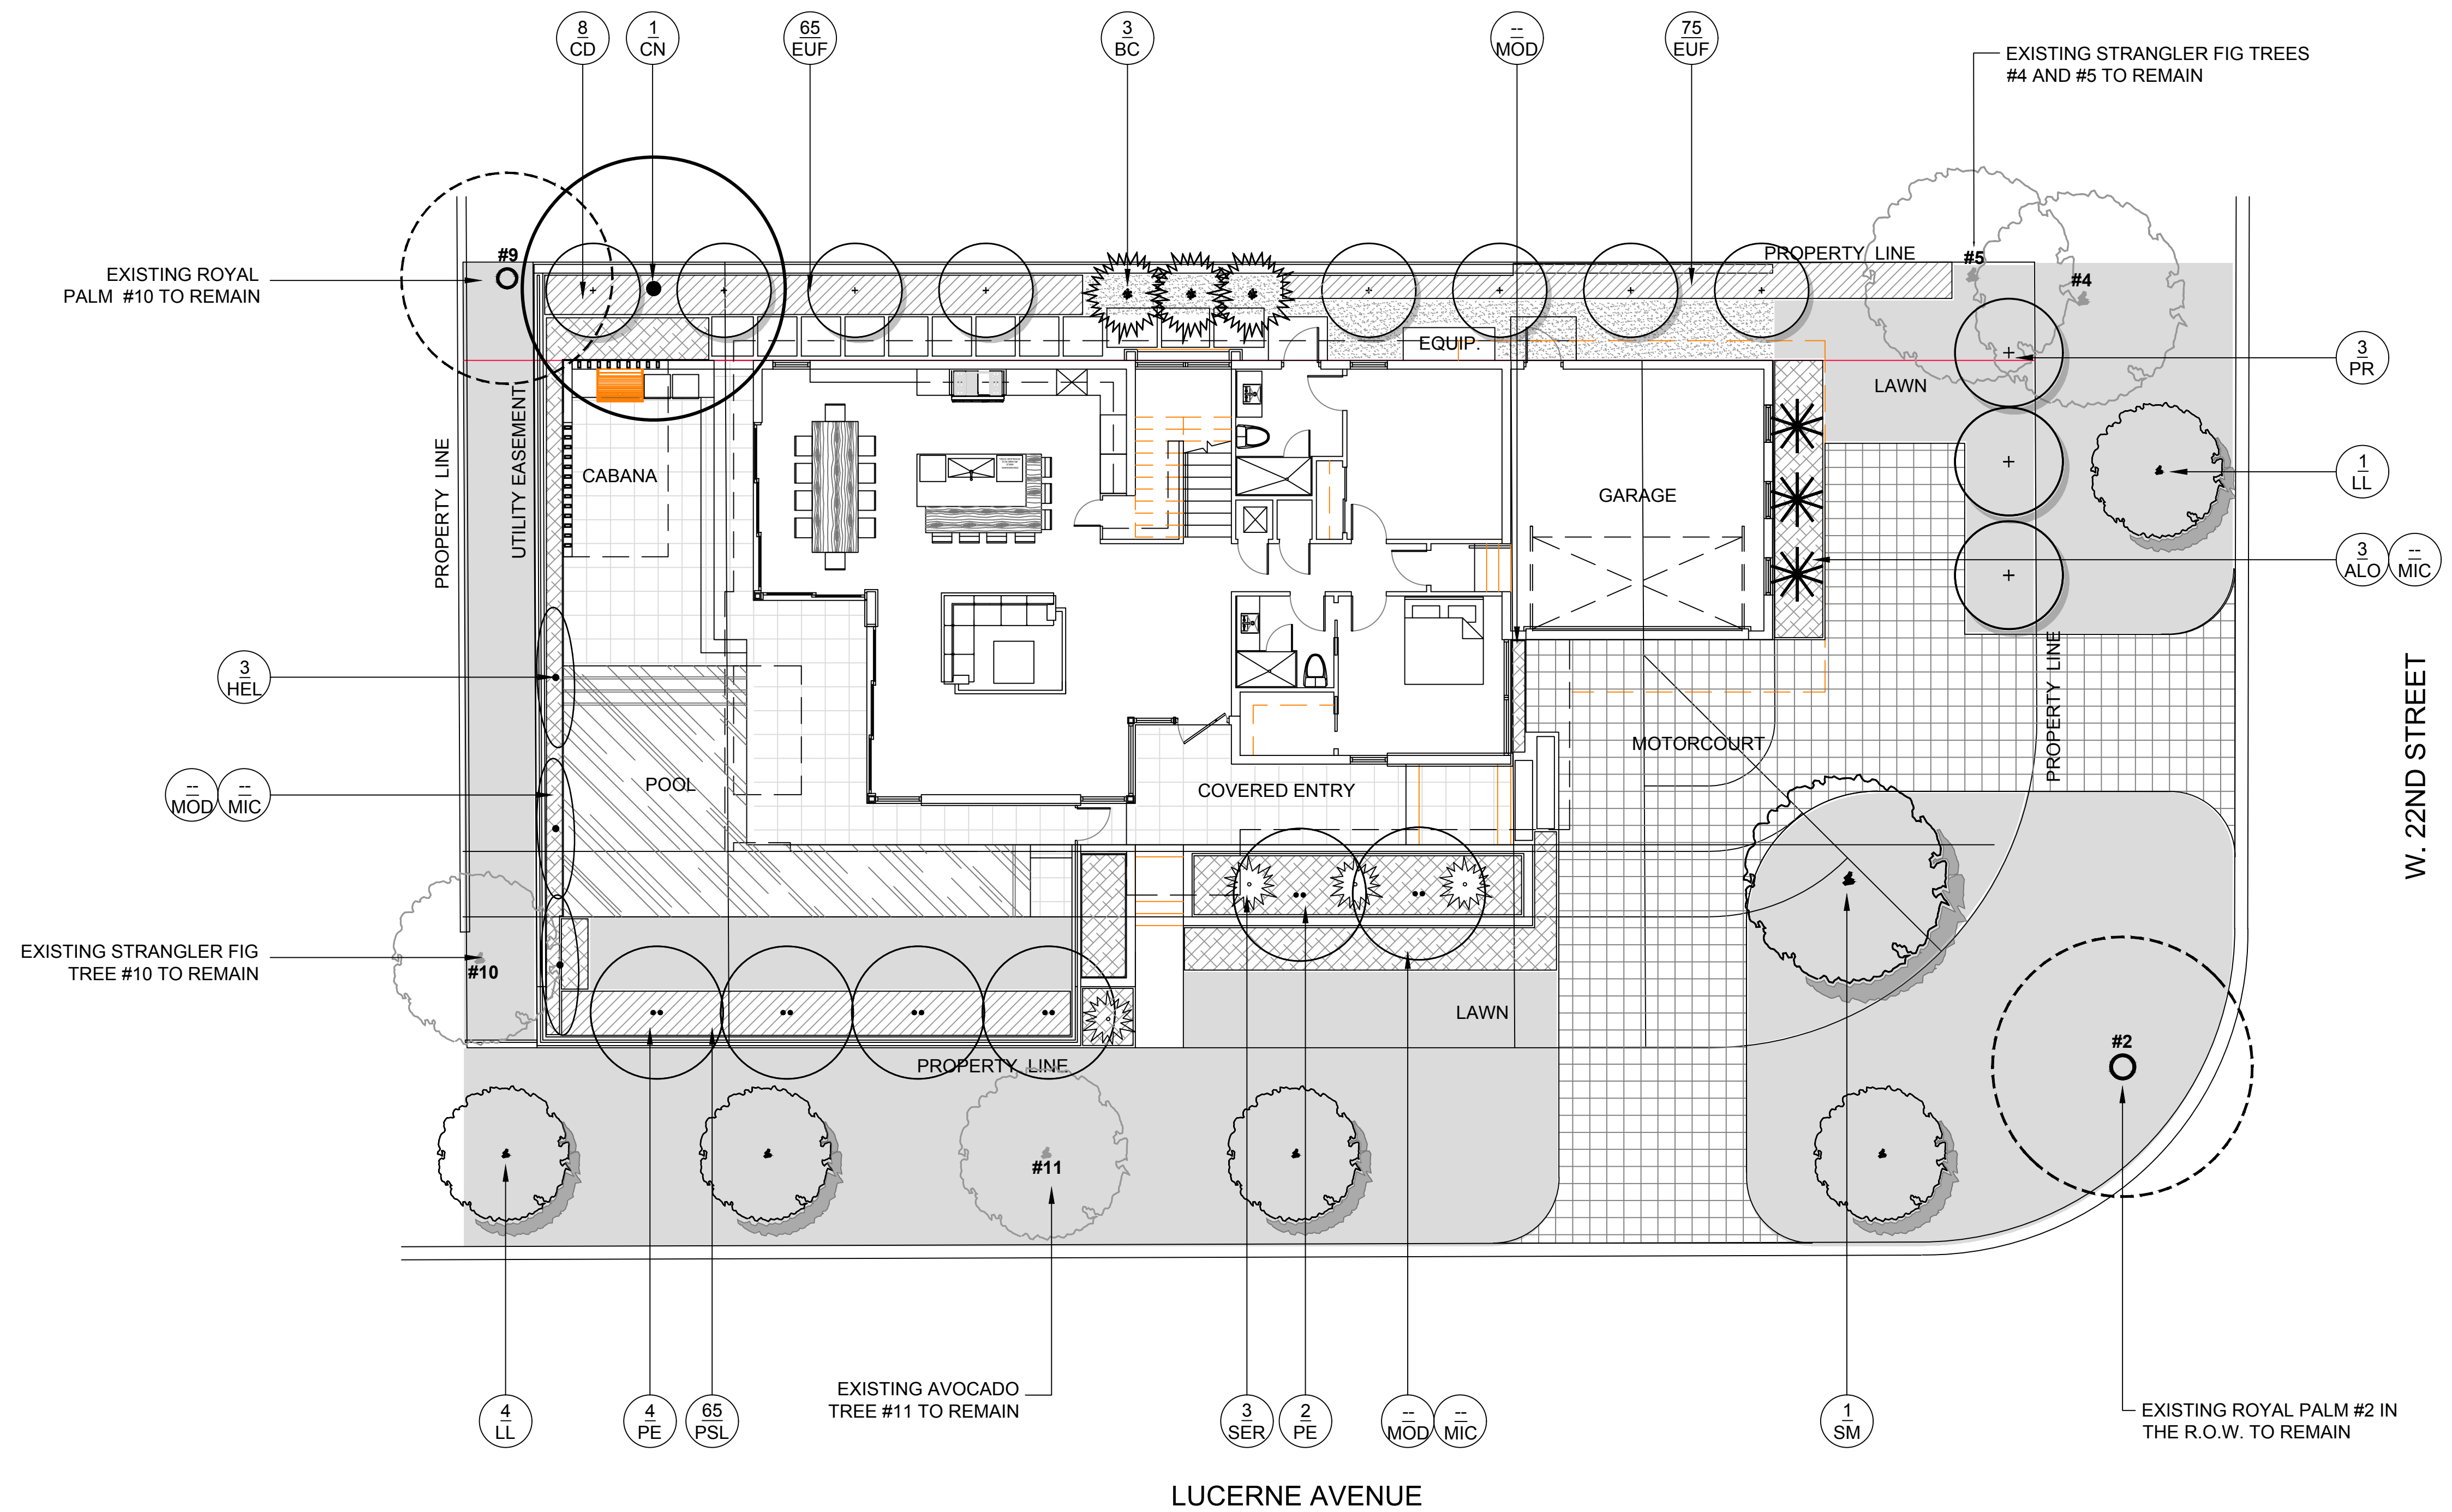 8
CD
1
CN
65
EUF
3
BC
--
MOD
75
EUF
EXISTING STRANGLER FIG TREES
#4 AND #5 TO REMAIN
#9
PROPERTY LINE
#5
#4
EXISTING ROYAL
PALM #10 TO REMAIN
EQUIP.
3
PR
LAWN
UTILITY EASEMENT
PROPERTY LINE
CABANA
GARAGE
1
LL
3
ALO
--
MIC
3
HEL
PROPERTY LINE
W. 22ND STREET
MOTORCOURT
--
MOD
--
MIC
POOL
COVERED ENTRY
EXISTING STRANGLER FIG
TREE #10 TO REMAIN
#10
LAWN
#2
PROPERTY LINE
#11
4
LL
4
PE
65
PSL
EXISTING AVOCADO
TREE #11 TO REMAIN
3
SER
2
PE
--
MOD
--
MIC
1
SM
EXISTING ROYAL PALM #2 IN
THE R.O.W. TO REMAIN
LUCERNE AVENUE